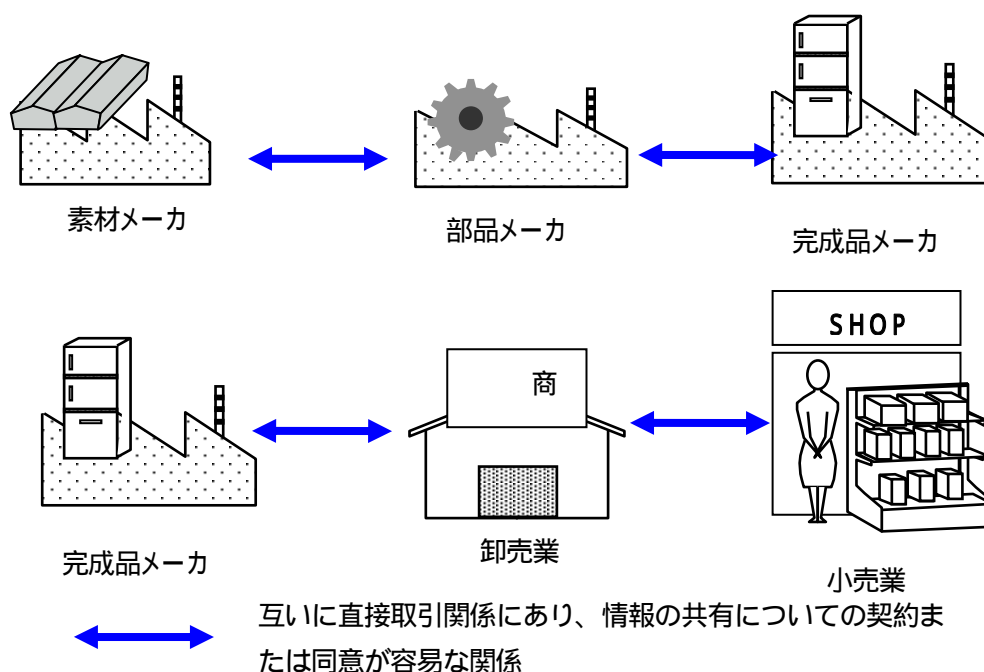 素材メーカ
部品メーカ
完成品メーカ
SHOP
商
完成品メーカ
卸売業
小売業
互いに直接取引関係にあり、情報の共有についての契約ま
たは同意が容易な関係